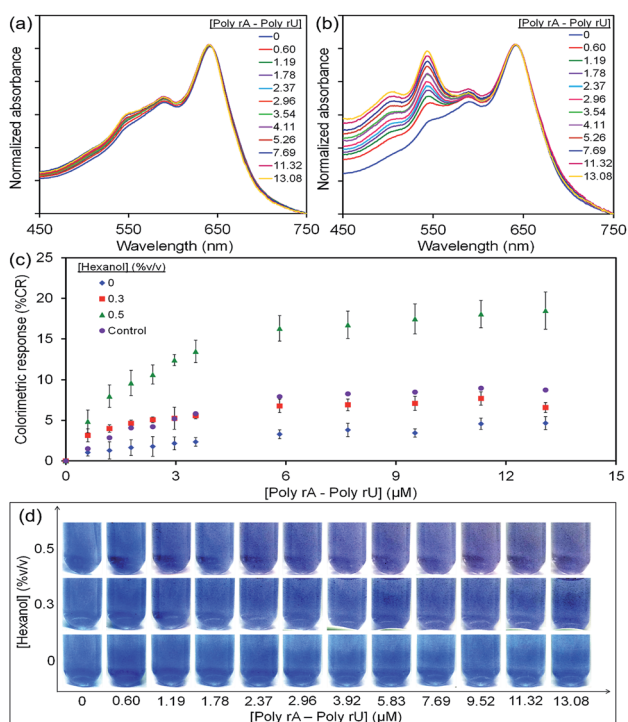 (a)
[Poly rA - Poly rU]
0
0.60
1.19
1.78
2.37
2.96
3.54
4.11
5.26
7.69
11.32
13.08
Normalized absorbance
450 550 650 750
Wavelength (nm)
(b)
[Poly rA - Poly rU]
0
0.60
1.19
1.78
2.37
2.96
3.54
4.11
5.26
7.69
11.32
13.08
Normalized absorbance
450 550 650 750
Wavelength (nm)
(c)
[Hexanol] (%v/v)
0
0.3
0.5
Control
Colorimetric response (%CR)
25
20
15
10
5
0
0 3 6 9 12 15
[Poly rA - Poly rU] (μM)
(d)
[Hexanol] (%v/v)
0.5
0.3
0
0 0.60 1.19 1.78 2.37 2.96 3.92 5.83 7.69 9.52 11.32 13.08
[Poly rA – Poly rU] (μM)